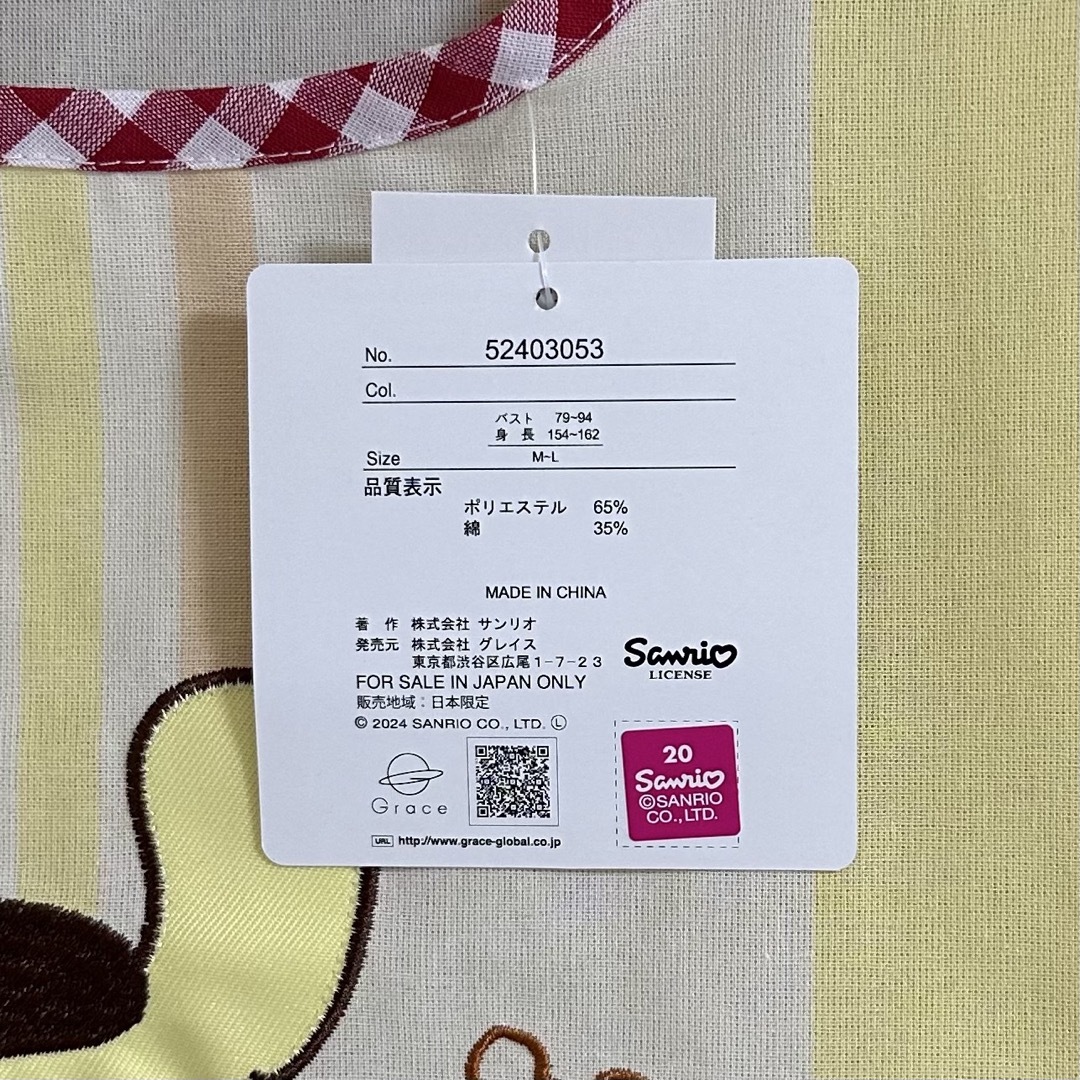 No. 52403053
Col.
バスト 79~94
身 長 154~162
Size M~L
品質表示
ポリエステル 65%
綿 35%
MADE IN CHINA
著 作 株式会社 サンリオ
発売元 株式会社 グレイス
東京都渋谷区広尾1-7-23
Sanrio
LICENSE
FOR SALE IN JAPAN ONLY
販売地域：日本限定
© 2024 SANRIO CO., LTD. Ⓛ
Grace
20
Sanrio
©SANRIO
CO.,LTD.
URL http://www.grace-global.co.jp